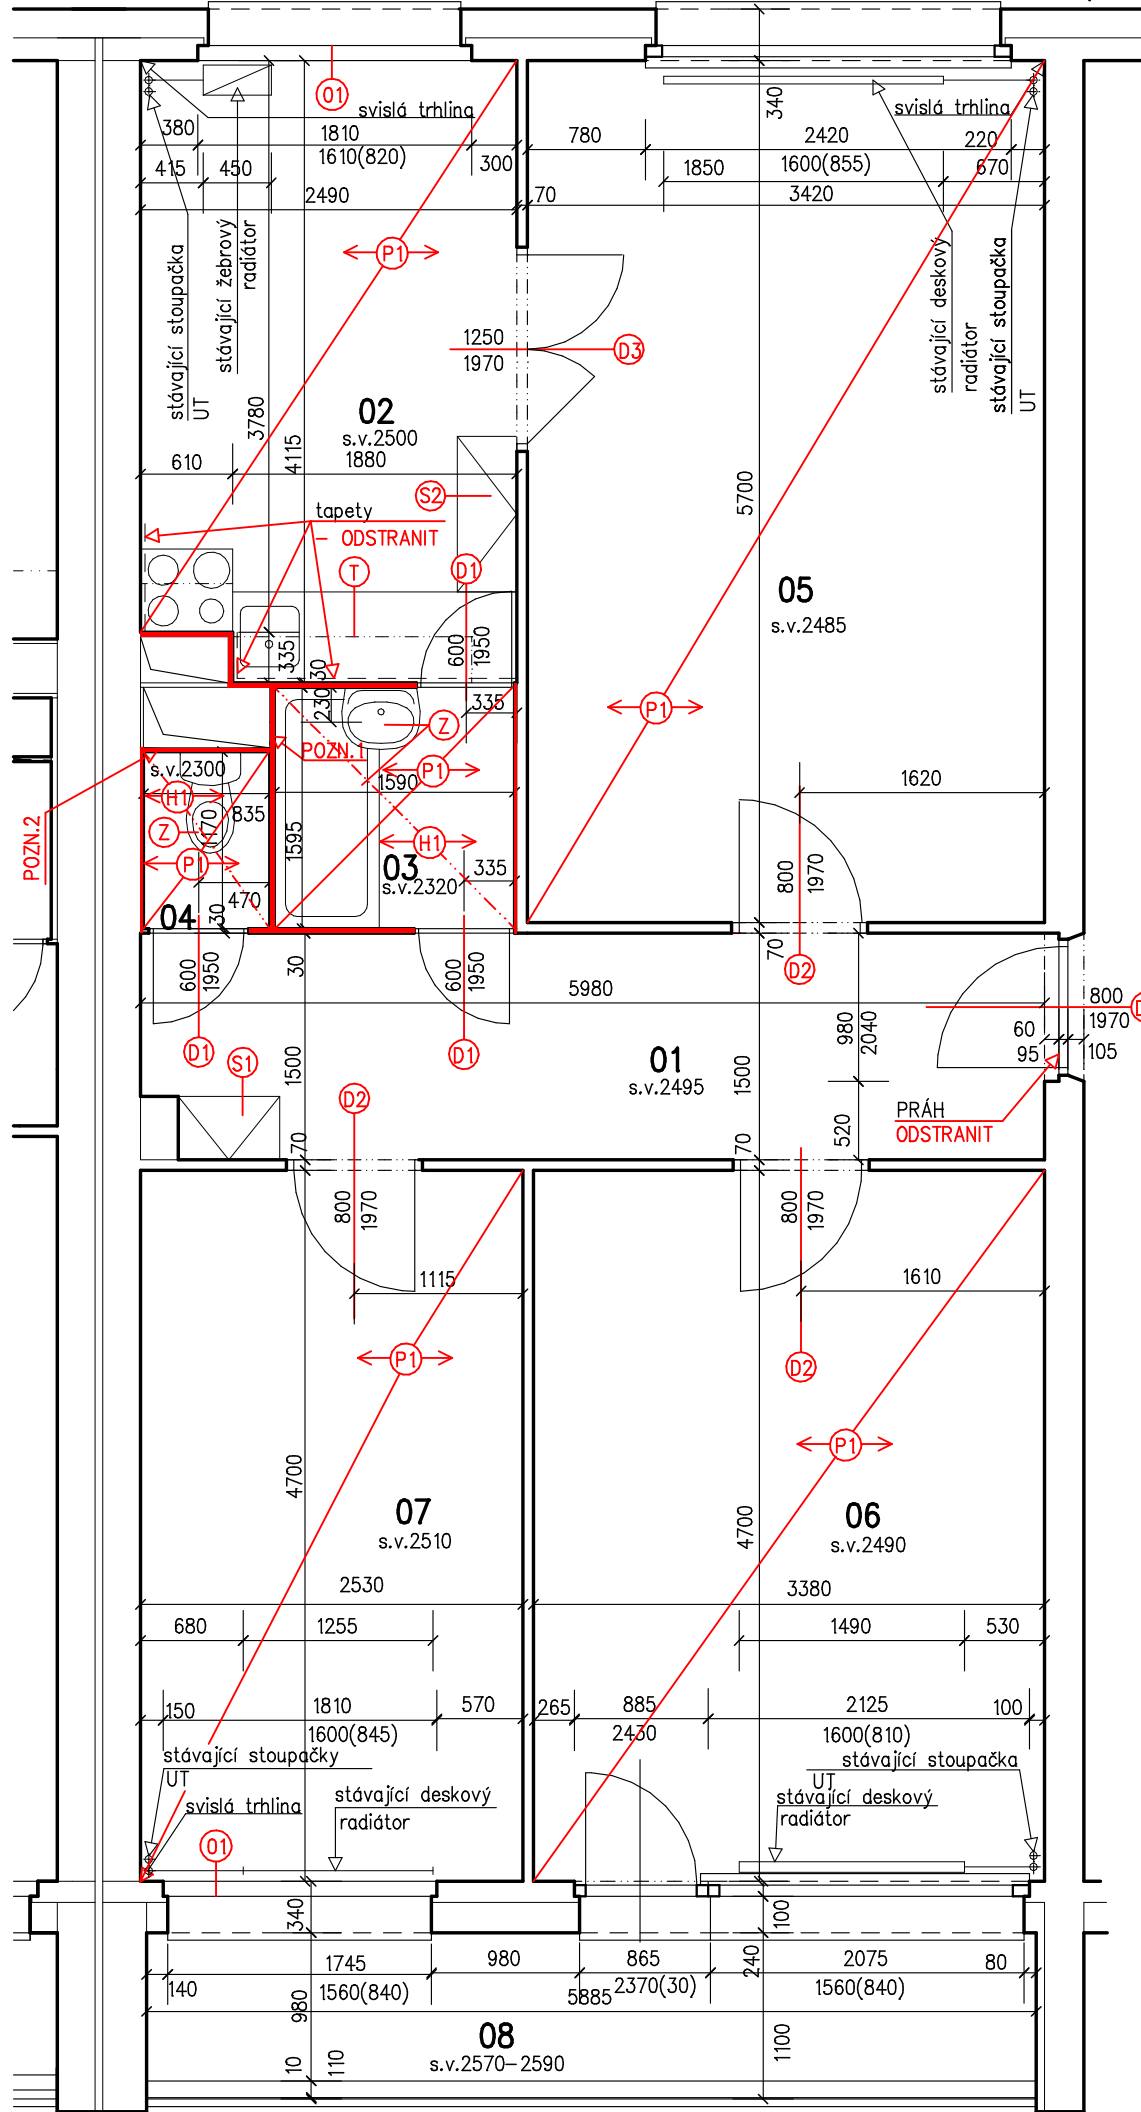 01
svislá trhlina
380
1810
1610(820)
300
415
450
2490
70
340
svislá trhlina
780
2420
220
1850
1600(855)
670
3420
stávající stoupačka
UT
stávající žebrový
radiátor
P1
stávající deskový
radiátor
stávající stoupačka
UT
1250
1970
D3
3780
4115
02
s.v.2500
610
1880
5700
S2
tapety
- ODSTRANIT
T
D1
05
s.v.2485
335
30
600
1950
230
335
Z
P1
POZN.1
P1
1590
1620
s.v.2300
H1
835
Z
1170
1595
H1
P1
03
s.v.2320
335
470
04
30
800
1970
POZN.2
600
1950
30
600
1950
70
D2
5980
980
2040
800
1970
60
95
105
D1
S1
D1
1500
01
s.v.2495
1500
D2
PRÁH
ODSTRANIT
520
70
70
800
1970
800
1970
1115
1610
P1
D2
P1
4700
07
s.v.2510
4700
06
s.v.2490
2530
3380
680
1255
1490
530
150
1810
1600(845)
570
265
885
2430
2125
1600(810)
100
stávající stoupačky
UT
svislá trhlina
stávající deskový
radiátor
stávající stoupačka
UT
stávající deskový
radiátor
01
340
100
1745
1560(840)
140
980
980
865
2370(30)
240
2075
1560(840)
80
5885
08
s.v.2570-2590
10
110
1100